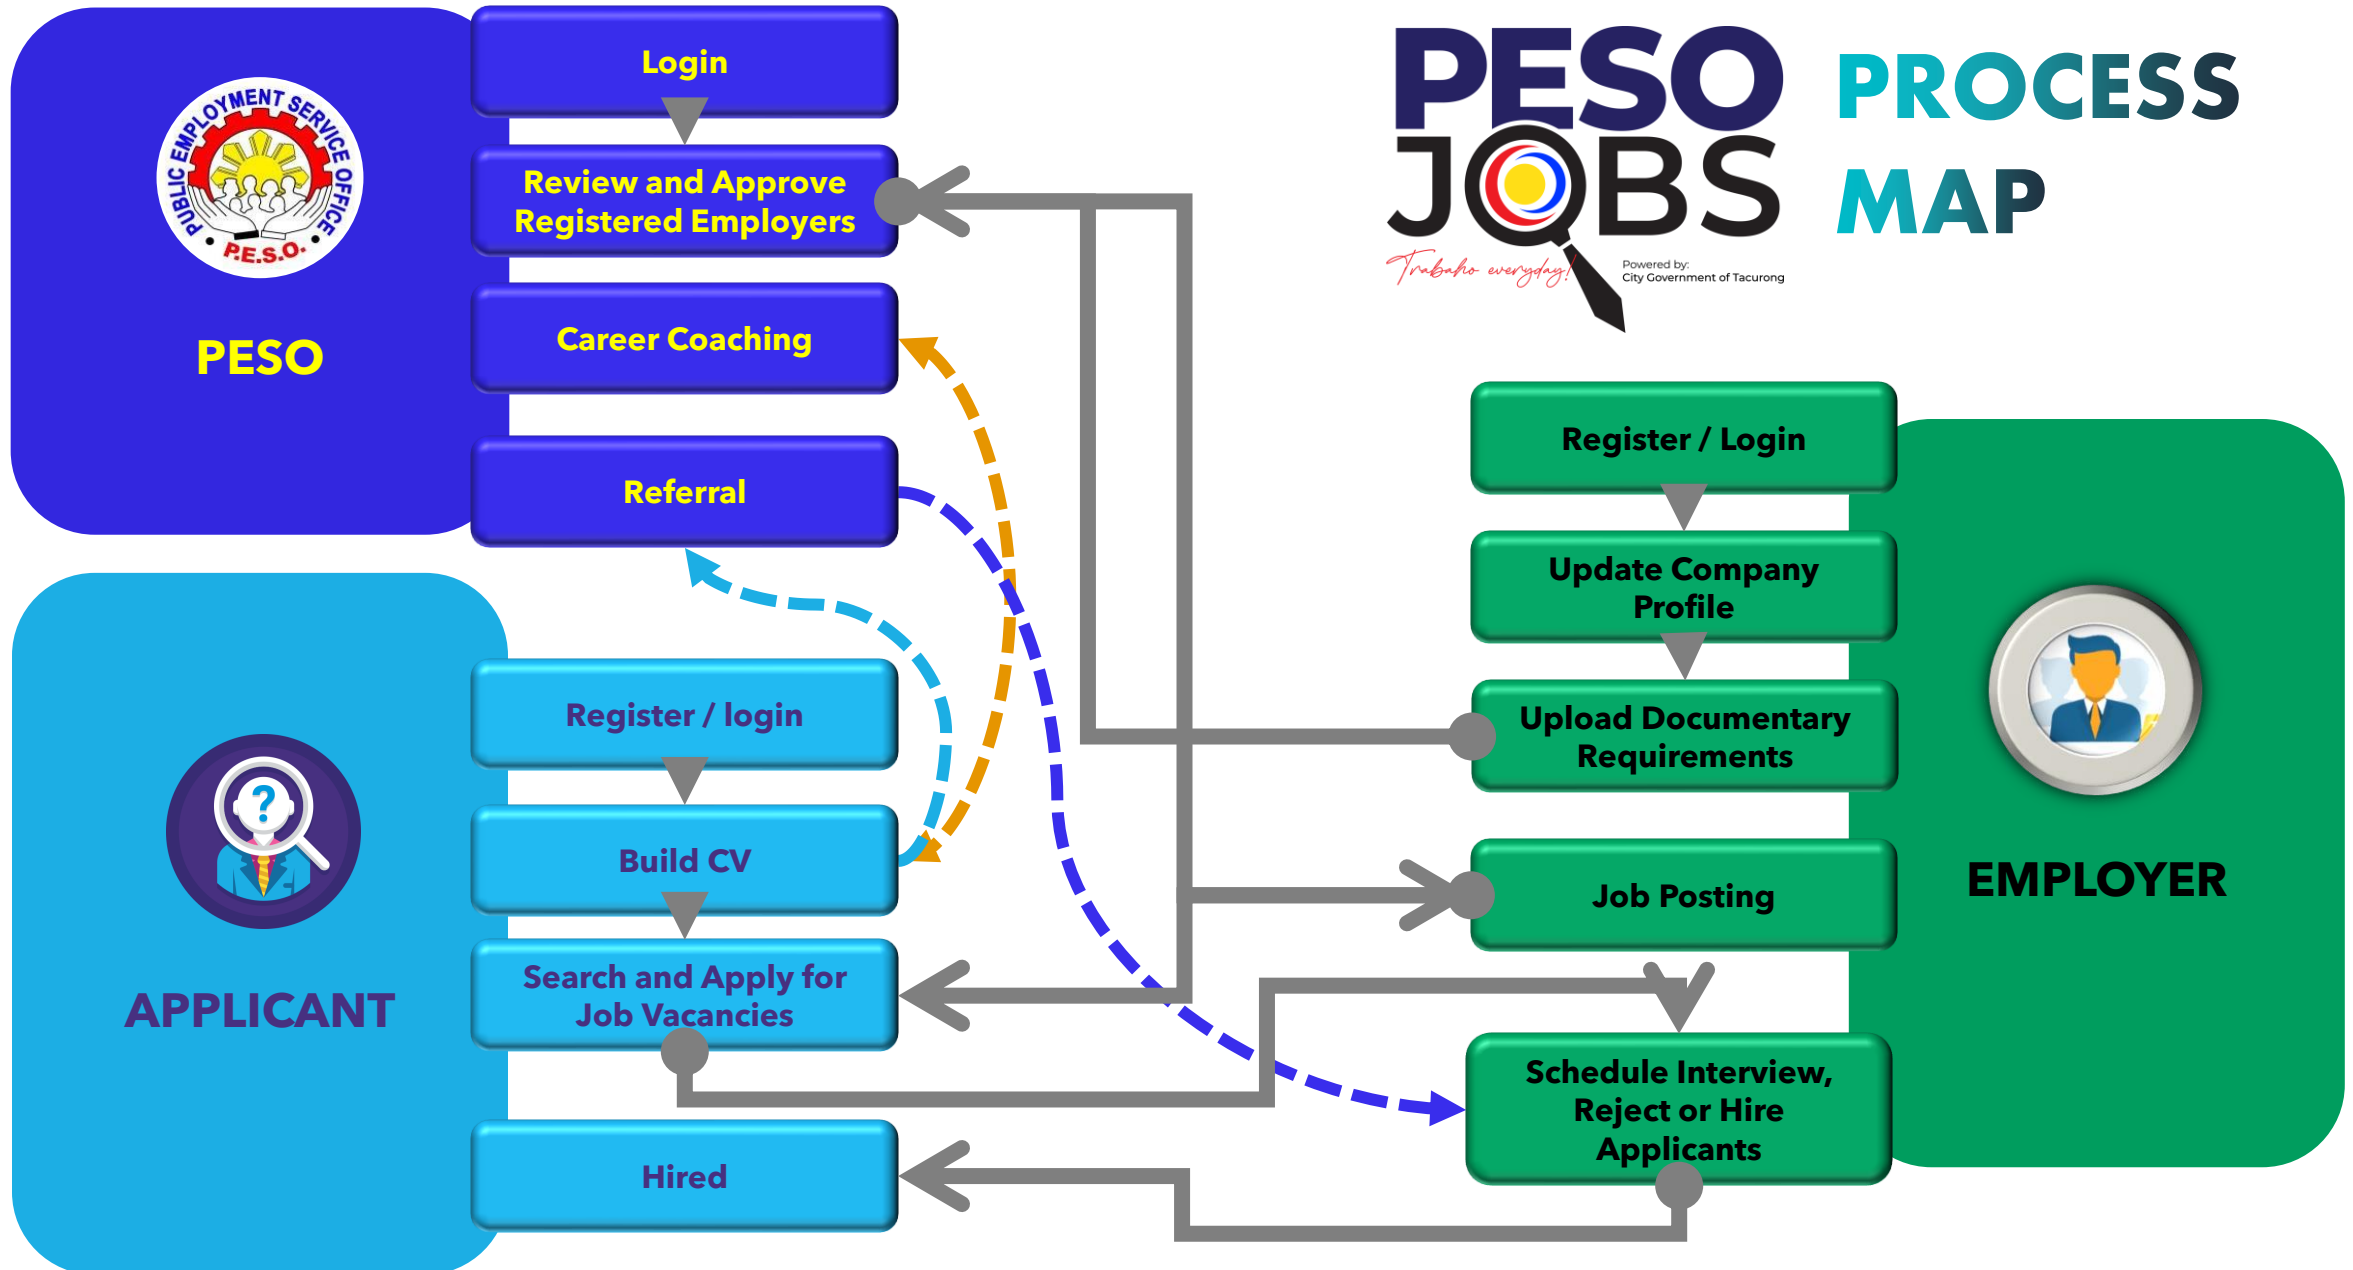 PUBLIC EMPLOYMENT SERVICE OFFICE
P.E.S.O.
PESO
Login
Review and Approve
Registered Employers
Career Coaching
Referral
PESO
JOBS
Trabaho everyday!
Powered by:
City Government of Tacurong
PROCESS
MAP
?
APPLICANT
Register / login
Build CV
Search and Apply for
Job Vacancies
Hired
Register / Login
Update Company
Profile
Upload Documentary
Requirements
Job Posting
Schedule Interview,
Reject or Hire
Applicants
EMPLOYER